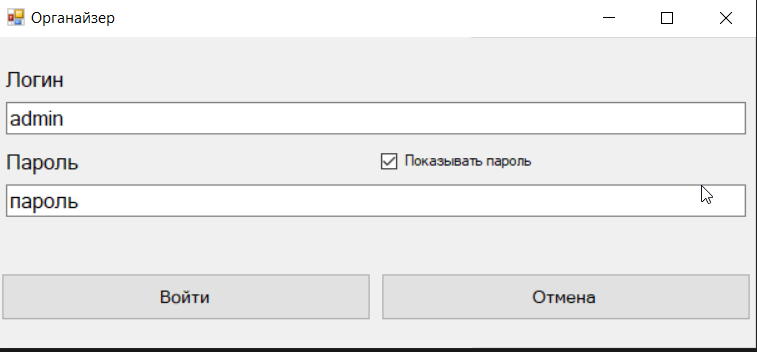 Органайзер
Логин
admin
Пароль
Показывать пароль
пароль
Войти
Отмена